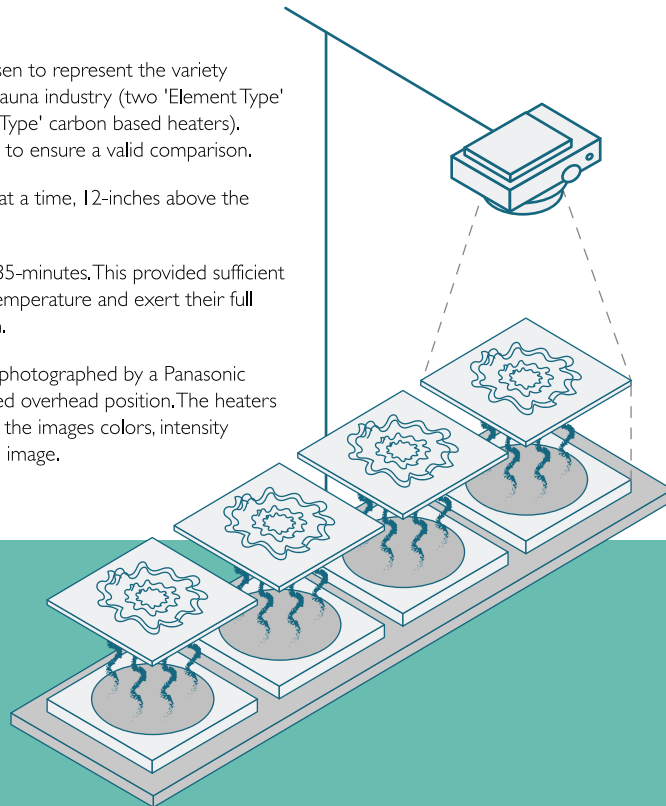 sen to represent the variety
auna industry (two 'Element Type'
Type' carbon based heaters).
to ensure a valid comparison.
at a time, 12-inches above the
35-minutes. This provided sufficient
emperature and exert their full
photographed by a Panasonic
ed overhead position. The heaters
the images colors, intensity
image.